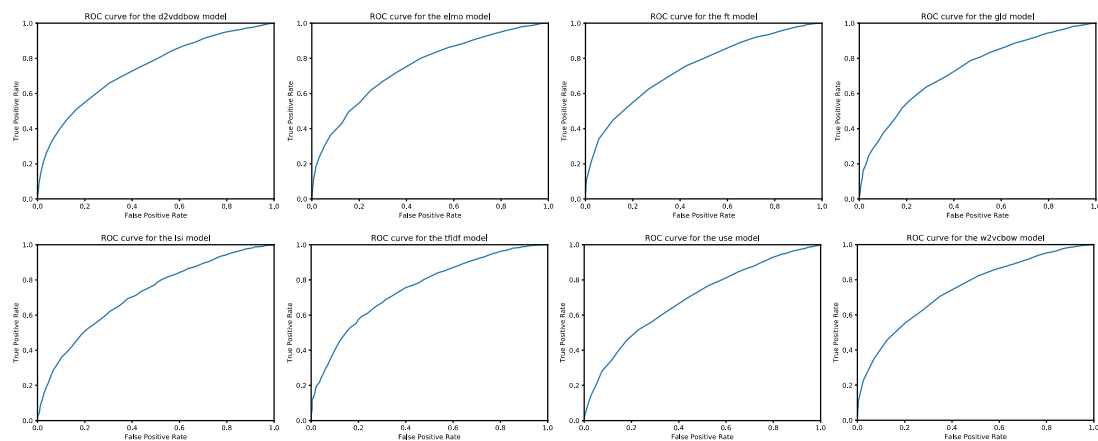 ROC curve for the d2vddbow model
1.0
0.8
0.6
0.4
0.2
0.0
True Positive Rate
0.0 0.2 0.4 0.6 0.8 1.0
False Positive Rate
ROC curve for the elmo model
1.0
0.8
0.6
0.4
0.2
0.0
True Positive Rate
0.0 0.2 0.4 0.6 0.8 1.0
False Positive Rate
ROC curve for the ft model
1.0
0.8
0.6
0.4
0.2
0.0
True Positive Rate
0.0 0.2 0.4 0.6 0.8 1.0
False Positive Rate
ROC curve for the gld model
1.0
0.8
0.6
0.4
0.2
0.0
True Positive Rate
0.0 0.2 0.4 0.6 0.8 1.0
False Positive Rate
ROC curve for the lsi model
1.0
0.8
0.6
0.4
0.2
0.0
True Positive Rate
0.0 0.2 0.4 0.6 0.8 1.0
False Positive Rate
ROC curve for the tfidf model
1.0
0.8
0.6
0.4
0.2
0.0
True Positive Rate
0.0 0.2 0.4 0.6 0.8 1.0
False Positive Rate
ROC curve for the use model
1.0
0.8
0.6
0.4
0.2
0.0
True Positive Rate
0.0 0.2 0.4 0.6 0.8 1.0
False Positive Rate
ROC curve for the w2vcbow model
1.0
0.8
0.6
0.4
0.2
0.0
True Positive Rate
0.0 0.2 0.4 0.6 0.8 1.0
False Positive Rate